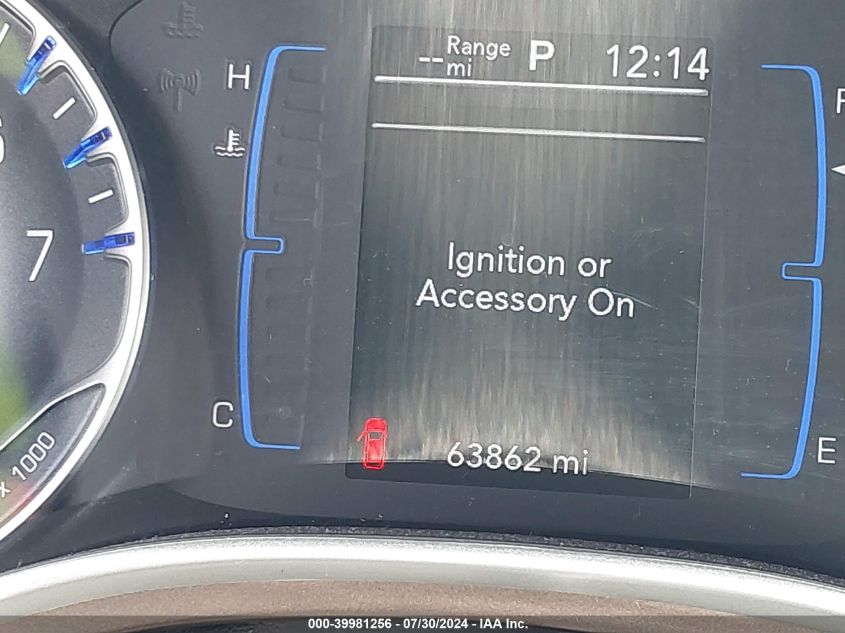 Range
-- mi
P
12:14
H
F
Ignition or
Accessory On
7
C
E
63862 mi
x 1000
000-39981256 - 07/30/2024 - IAA Inc.